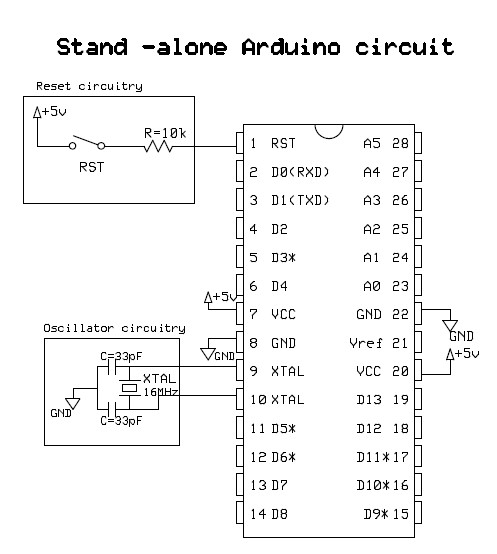 Stand -alone Arduino circuit
Reset circuitry
+5v
R=10k
RST
1 RST A5 28
2 D0(RXD) A4 27
3 D1(TXD) A3 26
4 D2 A2 25
5 D3* A1 24
6 D4 A0 23
+5v
7 VCC GND 22
GND
8 GND Vref 21
GND
+5v
9 XTAL VCC 20
10 XTAL D13 19
11 D5* D12 18
12 D6* D11* 17
13 D7 D10* 16
14 D8 D9* 15
Oscillator circuitry
C=33pF
XTAL
16MHz
GND
C=33pF